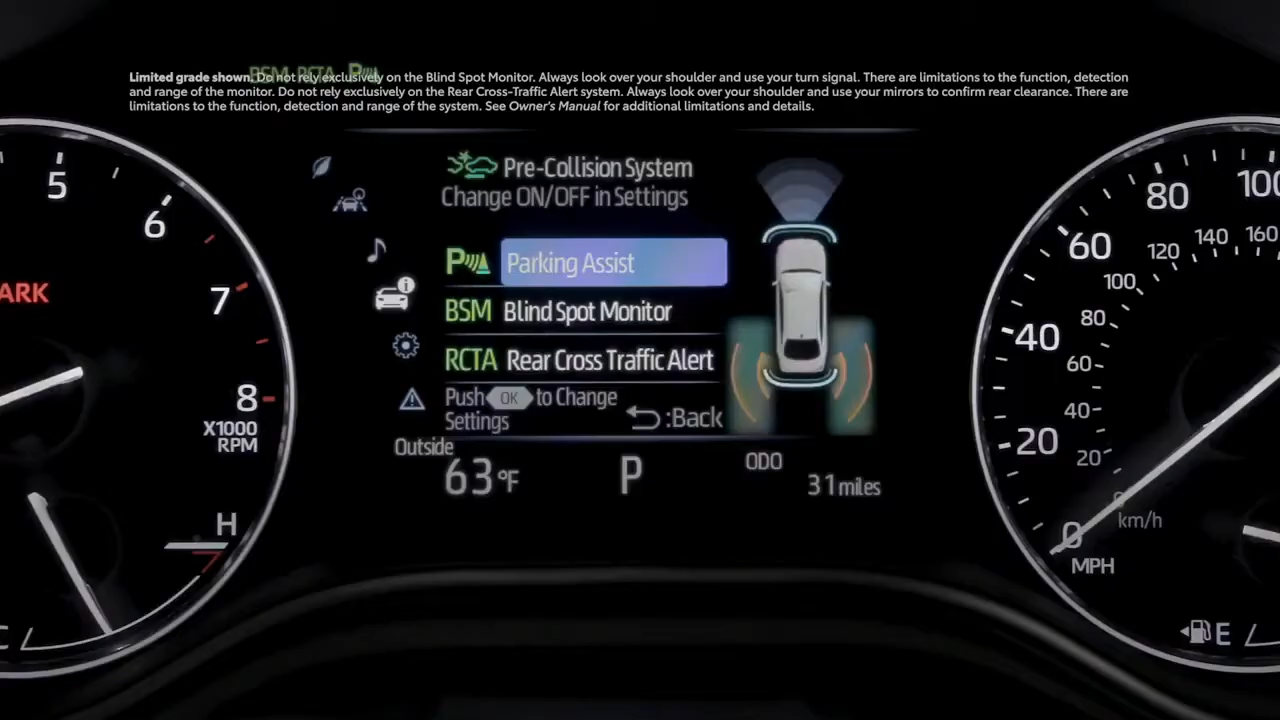 BSM RCTA P
Limited grade shown. Do not rely exclusively on the Blind Spot Monitor. Always look over your shoulder and use your turn signal. There are limitations to the function, detection
and range of the monitor. Do not rely exclusively on the Rear Cross-Traffic Alert system. Always look over your shoulder and use your mirrors to confirm rear clearance. There are
limitations to the function, detection and range of the system. See Owner's Manual for additional limitations and details.
5
6
7
8
X1000
RPM
ARK
H
C
Pre-Collision System
Change ON/OFF in Settings
P Parking Assist
BSM Blind Spot Monitor
RCTA Rear Cross Traffic Alert
Push OK to Change
Settings
:Back
Outside
63°F
P
ODO
31 miles
100
80
60
40
20
0
MPH
160
140
120
100
80
60
40
20
0
km/h
E